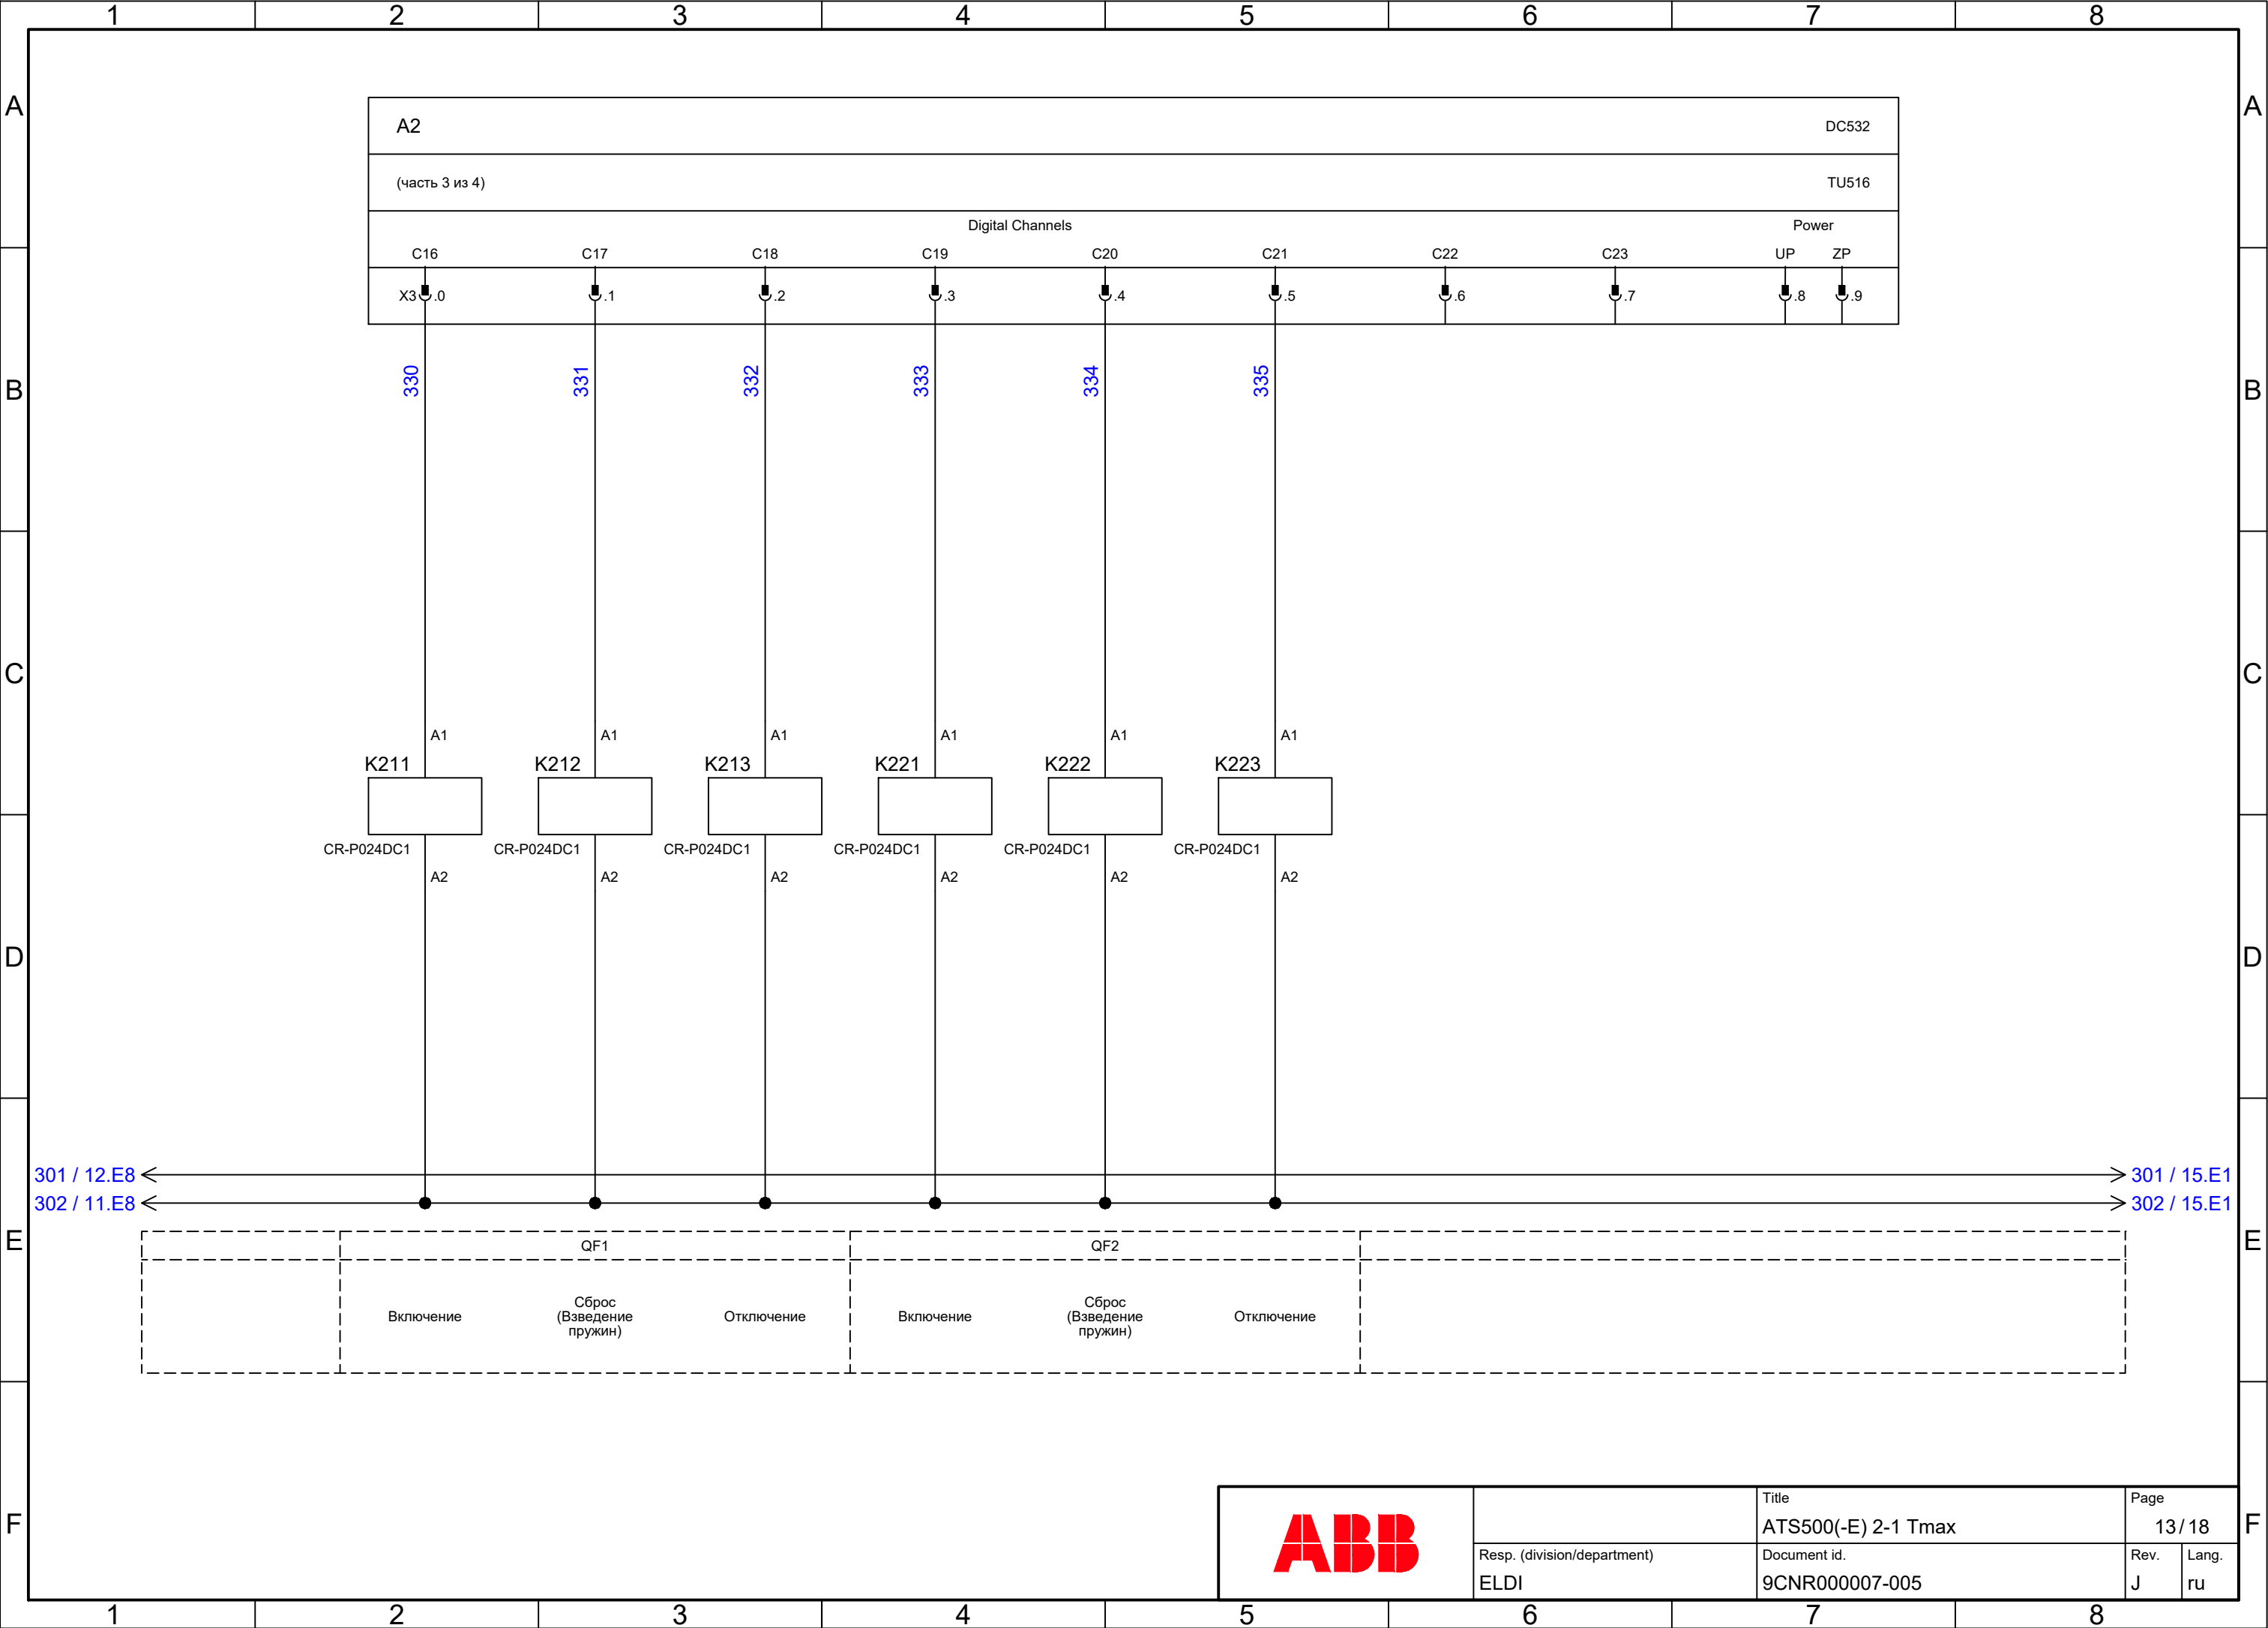 1 2 3 4 5 6 7 8
A A
A2 DC532
(часть 3 из 4) TU516
Digital Channels Power
C16 C17 C18 C19 C20 C21 C22 C23 UP ZP
X3 .0 .1 .2 .3 .4 .5 .6 .7 .8 .9
330 331 332 333 334 335
B B
C C
A1 A1 A1 A1 A1 A1
K211 K212 K213 K221 K222 K223
CR-P024DC1 CR-P024DC1 CR-P024DC1 CR-P024DC1 CR-P024DC1 CR-P024DC1
A2 A2 A2 A2 A2 A2
D D
301 / 12.E8 301 / 15.E1
302 / 11.E8 302 / 15.E1
E E
QF1 QF2
Включение
Сброс
(Взведение
пружин)
Отключение
Включение
Сброс
(Взведение
пружин)
Отключение
F F
ABB
Title
ATS500(-E) 2-1 Tmax
Page
13 / 18
Resp. (division/department)
ELDI
Document id.
9CNR000007-005
Rev.
J
Lang.
ru
1 2 3 4 5 6 7 8